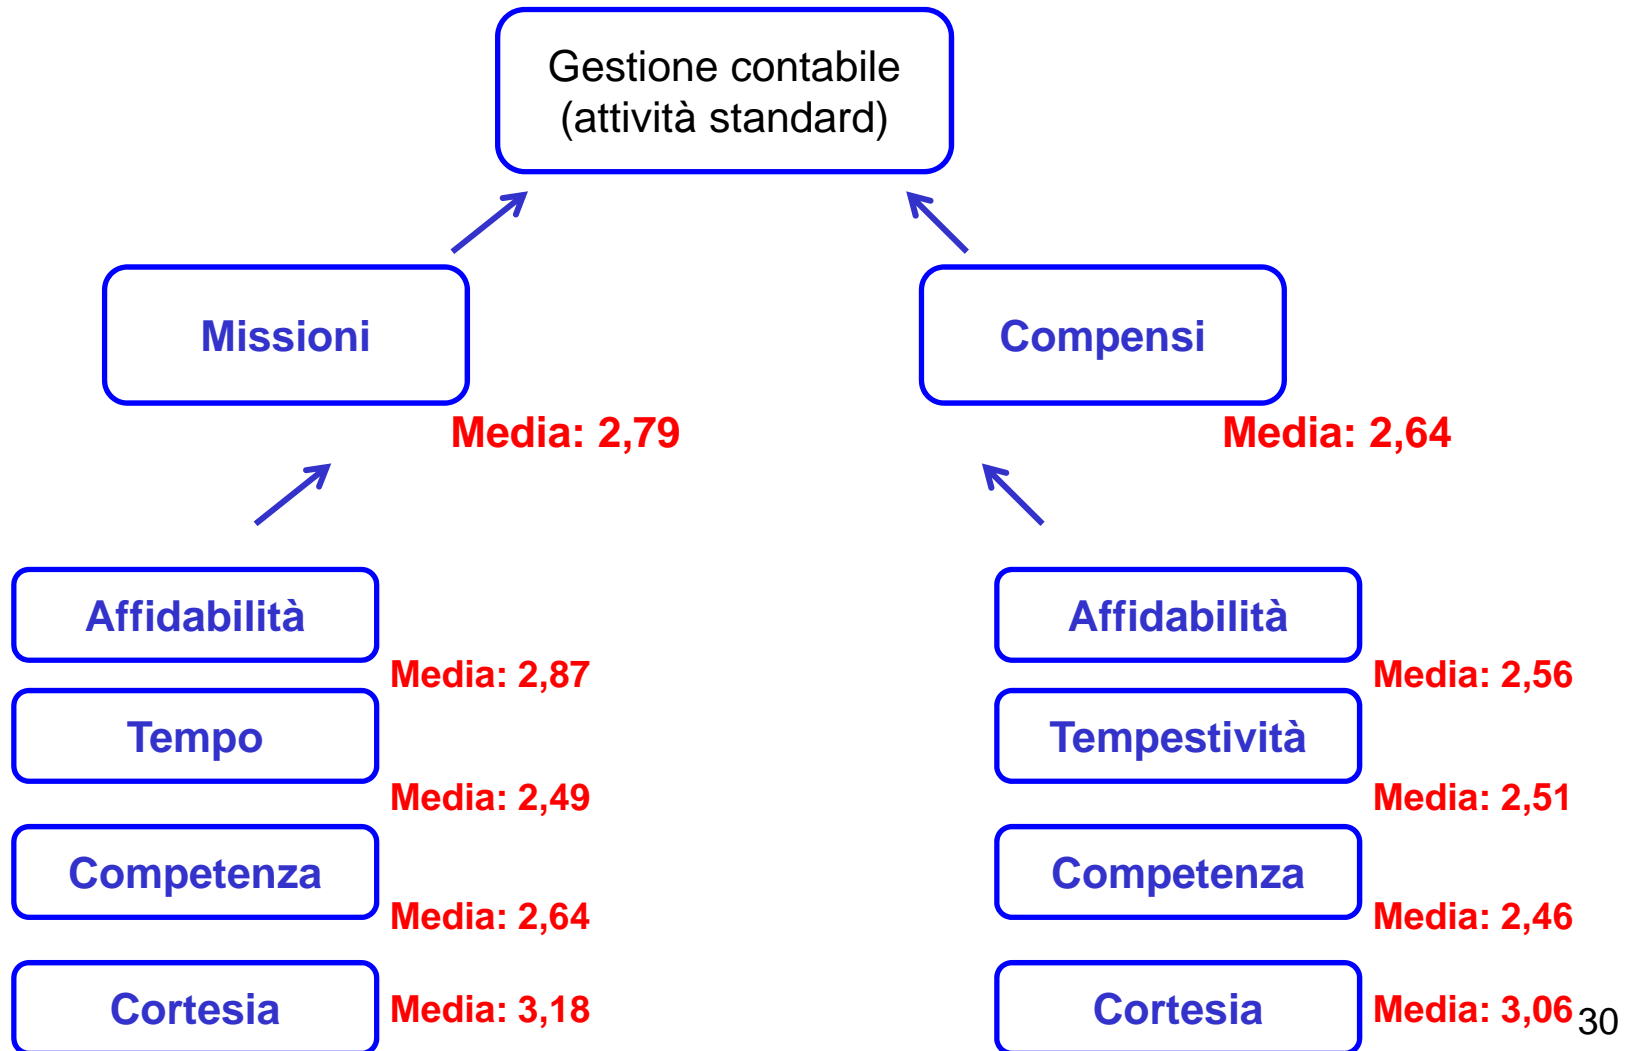 Gestione contabile
(attività standard)
Missioni
Compensi
Media: 2,79
Media: 2,64
Affidabilità
Media: 2,87
Tempo
Media: 2,49
Competenza
Media: 2,64
Cortesia
Media: 3,18
Affidabilità
Media: 2,56
Tempestività
Media: 2,51
Competenza
Media: 2,46
Cortesia
Media: 3,06
30